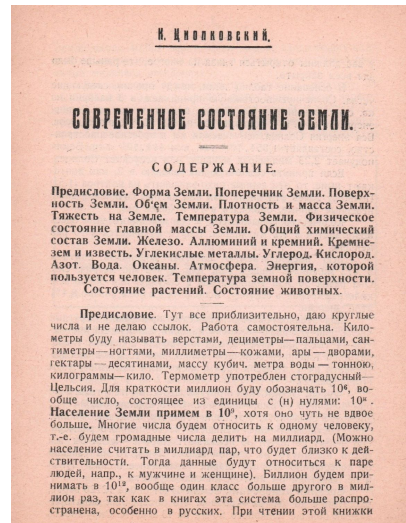 К. Циолковский.
СОВРЕМЕННОЕ СОСТОЯНИЕ ЗЕМЛИ.
СОДЕРЖАНИЕ.
Предисловие. Форма Земли. Поперечник Земли. Поверх-
ность Земли. Об‘ем Земли. Плотность и масса Земли.
Тяжесть на Земле. Температура Земли. Физическое
состояние главной массы Земли. Общий химический
состав Земли. Железо. Аллюминий и кремний. Кремне-
зем и известь. Углекислые металлы. Углерод. Кислород.
Азот. Вода. Океаны. Атмосфера. Энергия, которой
пользуется человек. Температура земной поверхности.
Состояние растений. Состояние животных.
Предисловие. Тут все приблизительно, даю круглые
числа и не делаю ссылок. Работа самостоятельна. Кило-
метры буду называть верстами, дециметры—пальцами, сан-
тиметры—ногтями, миллиметры—кожами, ары—дворами,
гектары—десятинами, массу кубич. метра воды—тонною,
килограммы—кило. Термометр употреблен стоградусный—
Цельсия. Для краткости миллион буду обозначать 10⁶, во-
обще число, состоящее из единицы с (н) нулями: 10ⁿ.
Население Земли примем в 10⁹, хотя оно чуть не вдвое
больше. Многие числа будем относить к одному человеку,
т.-е. будем громадные числа делить на миллиард. (Можно
население считать в миллиард пар, что будет близко к дей-
ствительности. Тогда данные будут относиться к паре
людей, напр., к мужчине и женщине). Биллион будем при-
нимать в 10¹², вообще один класс больше другого в мил-
лион раз, так как в книгах эта система больше распро-
странена, особенно в русских. При чтении этой книжки